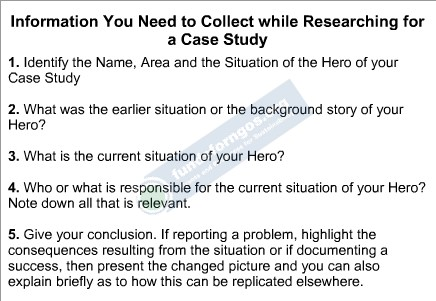 Information You Need to Collect while Researching for
a Case Study
1. Identify the Name, Area and the Situation of the Hero of your
Case Study
2. What was the earlier situation or the background story of your
Hero?
3. What is the current situation of your Hero?
4. Who or what is responsible for the current situation of your Hero?
Note down all that is relevant.
5. Give your conclusion. If reporting a problem, highlight the
consequences resulting from the situation or if documenting a
success, then present the changed picture and you can also
explain briefly as to how this can be replicated elsewhere.